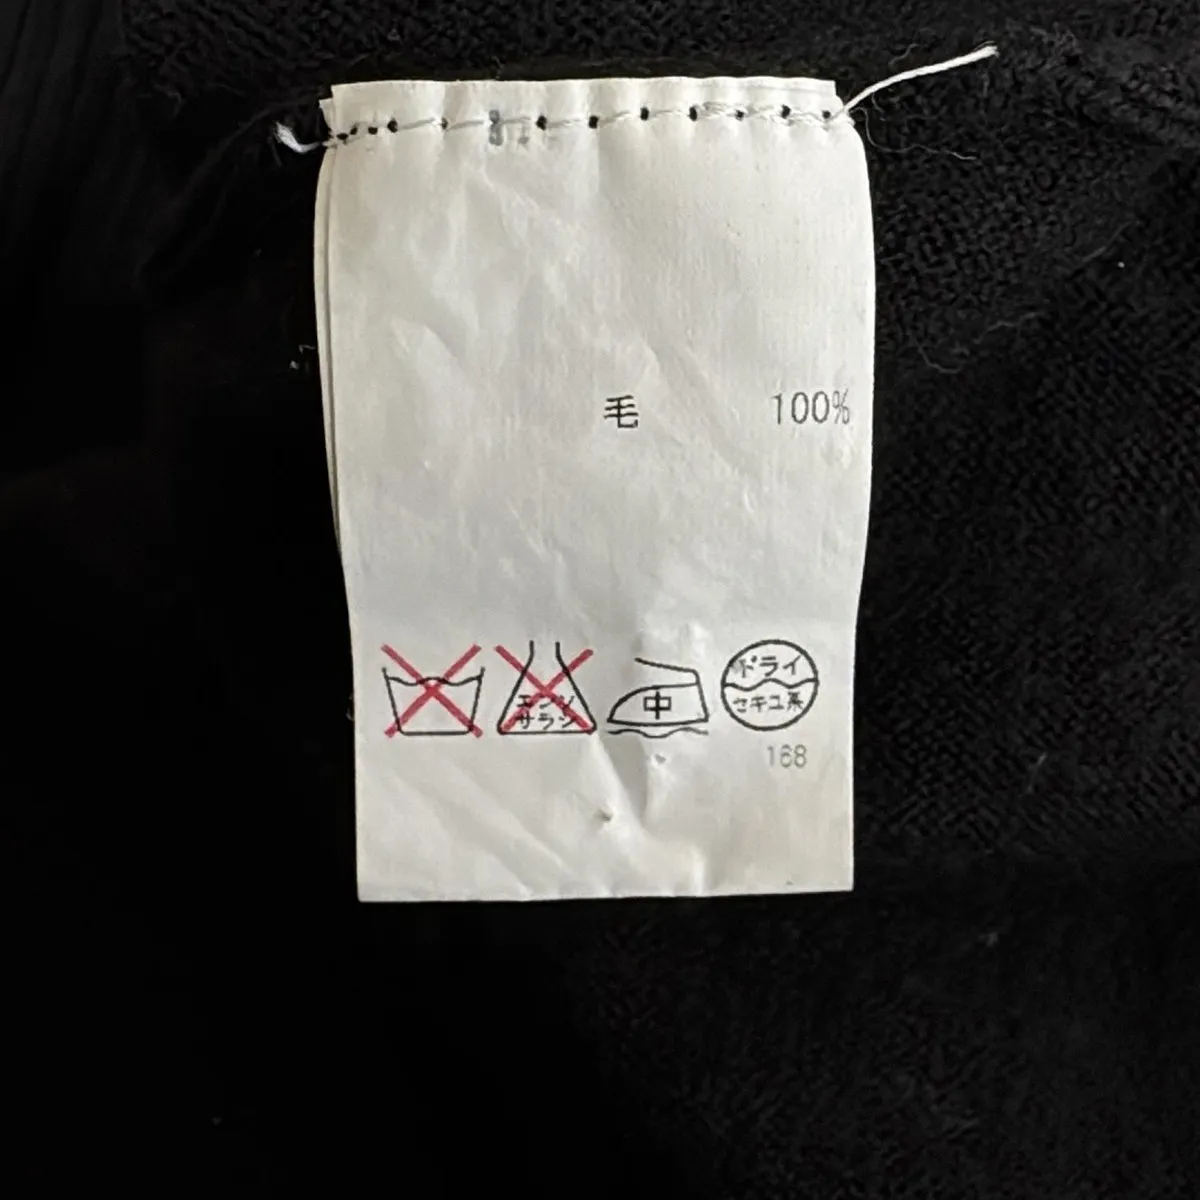 毛 100%
エンソ
サラシ
中
ドライ
セキユ系
168